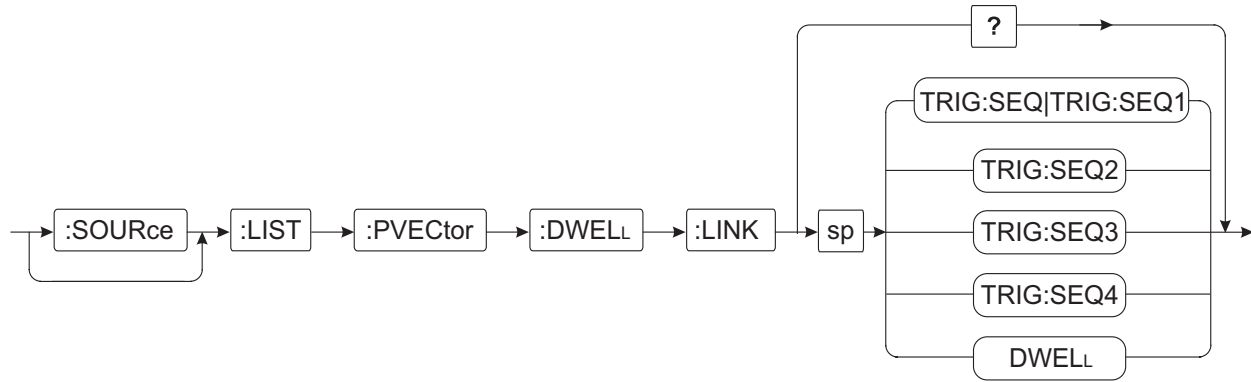 ?
TRIG:SEQ|TRIG:SEQ1
TRIG:SEQ2
:SOURce :LIST :PVECtor :DWELL :LINK sp TRIG:SEQ3
TRIG:SEQ4
DWELL